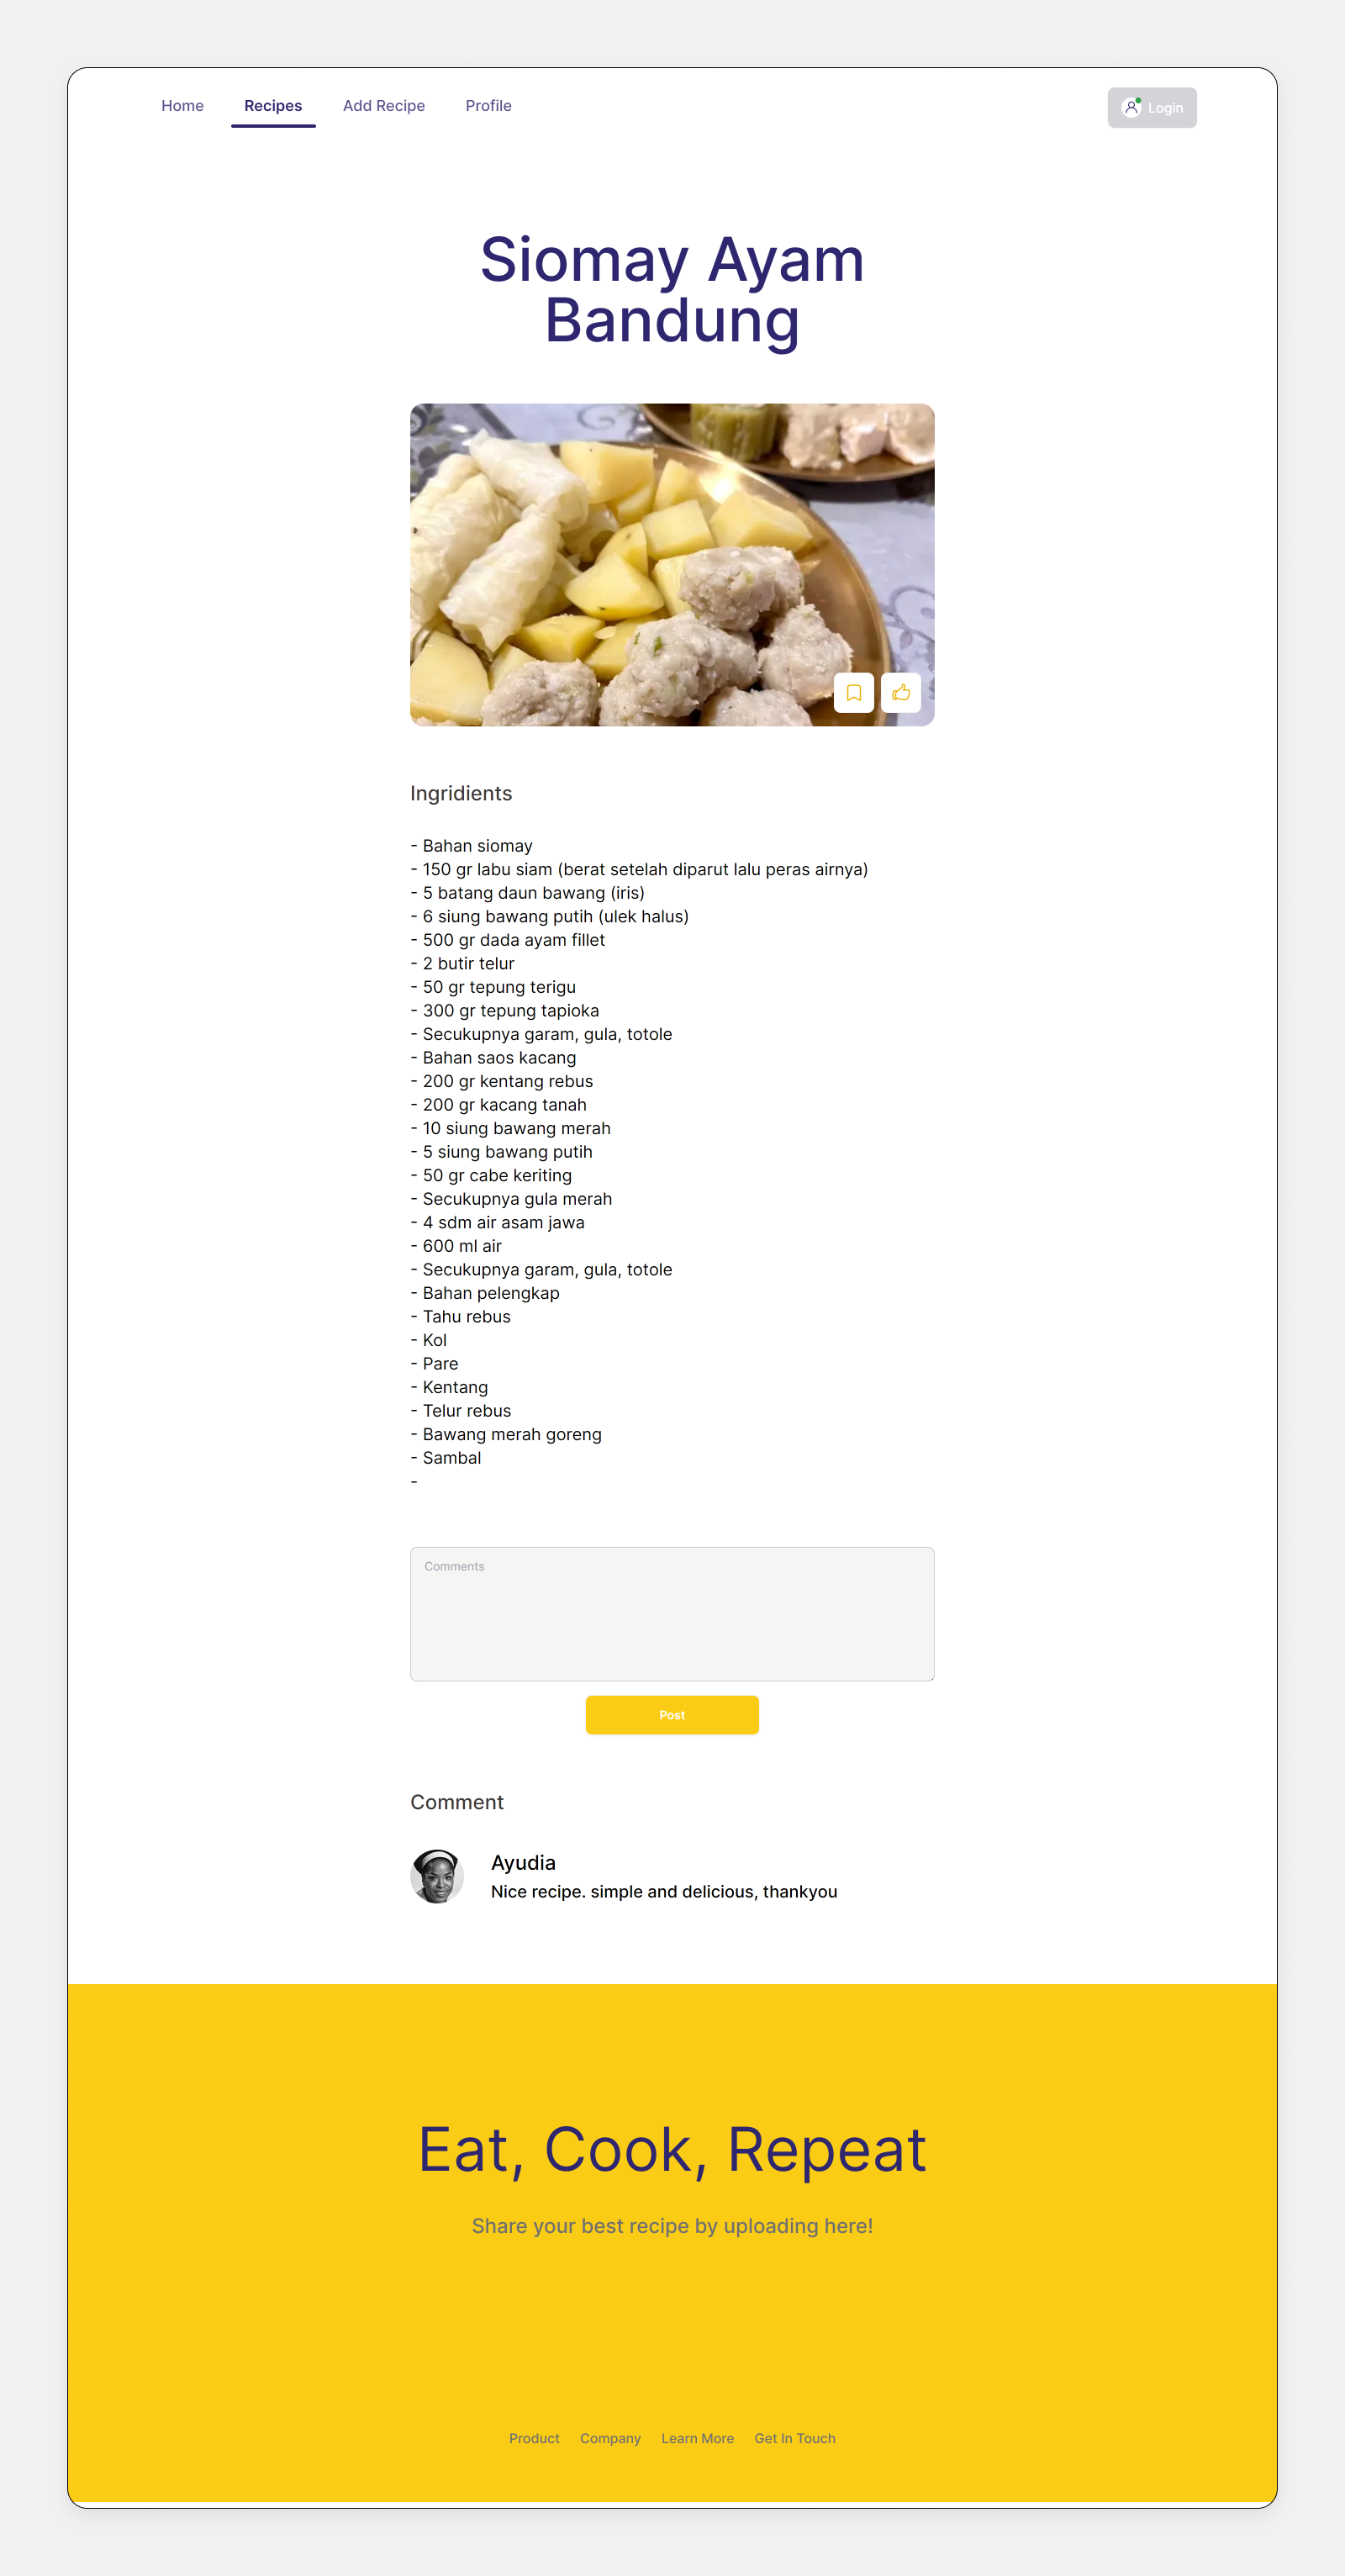 Home Recipes Add Recipe Profile Login
Siomay Ayam
Bandung
Ingridients
- Bahan siomay
- 150 gr labu siam (berat setelah diparut lalu peras airnya)
- 5 batang daun bawang (iris)
- 6 siung bawang putih (ulek halus)
- 500 gr dada ayam fillet
- 2 butir telur
- 50 gr tepung terigu
- 300 gr tepung tapioka
- Secukupnya garam, gula, totole
- Bahan saos kacang
- 200 gr kentang rebus
- 200 gr kacang tanah
- 10 siung bawang merah
- 5 siung bawang putih
- 50 gr cabe keriting
- Secukupnya gula merah
- 4 sdm air asam jawa
- 600 ml air
- Secukupnya garam, gula, totole
- Bahan pelengkap
- Tahu rebus
- Kol
- Pare
- Kentang
- Telur rebus
- Bawang merah goreng
- Sambal
-
Comments
Post
Comment
Ayudia
Nice recipe. simple and delicious, thankyou
Eat, Cook, Repeat
Share your best recipe by uploading here!
Product Company Learn More Get In Touch